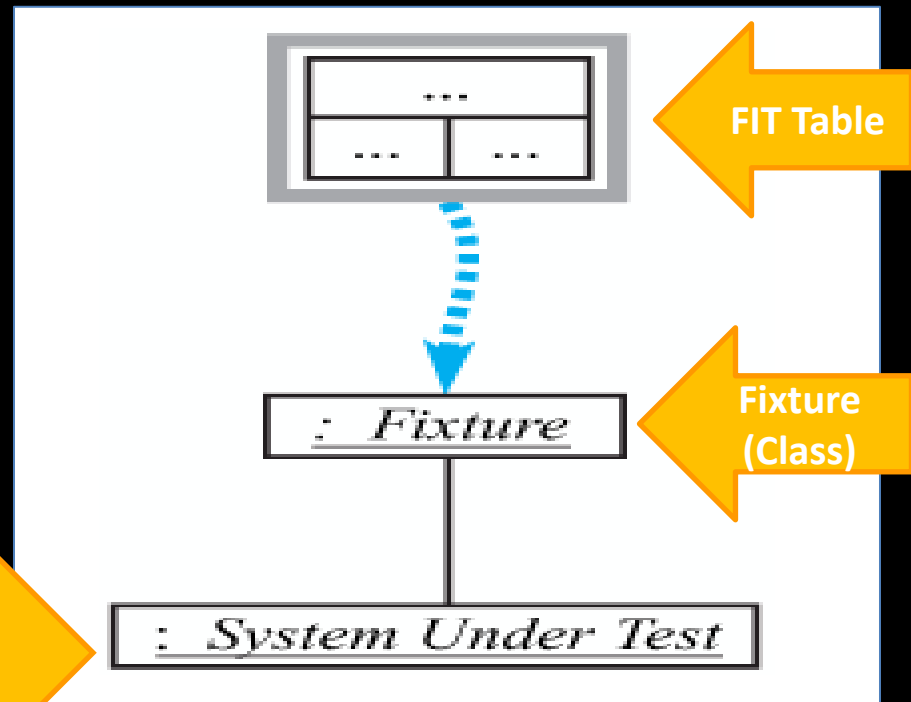 ...
... ...
FIT Table
: Fixture
Fixture
(Class)
: System Under Test